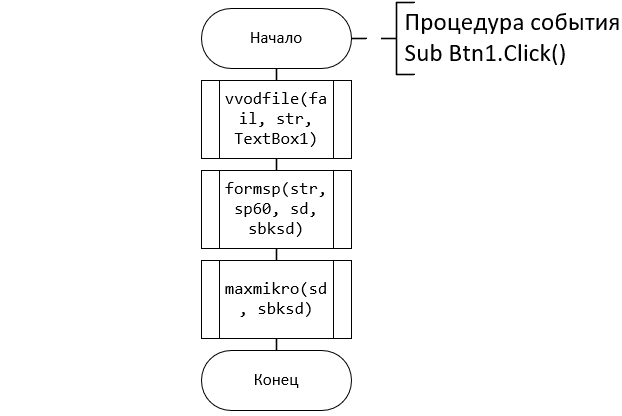 Начало
Процедура события
Sub Btn1.Click()
vvodfile(fa
il, str,
TextBox1)
formsp(str,
sp60, sd,
sbksd)
maxmikro(sd
, sbksd)
Конец